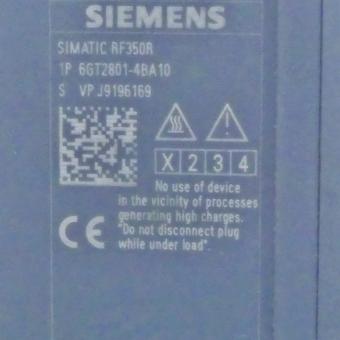 SIEMENS
SIMATIC RF350R
1P 6GT2801-4BA10
S VPJ9196169
X 2 3 4
No use of device
in the vicinity of processes
generating high charges.
"Do not disconnect plug
while under load".
CE